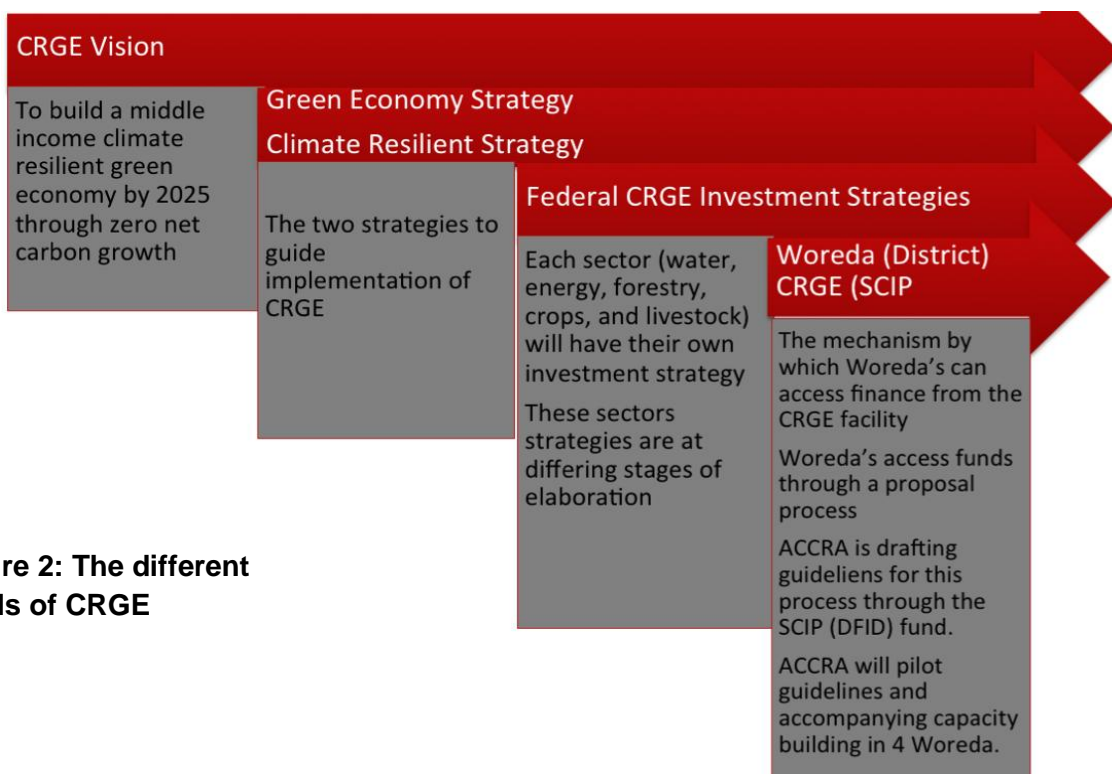 CRGE Vision
To build a middle
income climate
resilient green
economy by 2025
through zero net
carbon growth
Green Economy Strategy
Climate Resilient Strategy
The two strategies to
guide
implementation of
CRGE
Federal CRGE Investment Strategies
Each sector (water,
energy, forestry,
crops, and livestock)
will have their own
investment strategy
These sectors
strategies are at
differing stages of
elaboration
Woreda (District)
CRGE (SCIP
The mechanism by
which Woreda's can
access finance from the
CRGE facility
Woreda's access funds
through a proposal
process
ACCRA is drafting
guideliens for this
process through the
SCIP (DFID) fund.
ACCRA will pilot
guidelines and
accompanying capacity
building in 4 Woreda.
re 2: The different
ls of CRGE